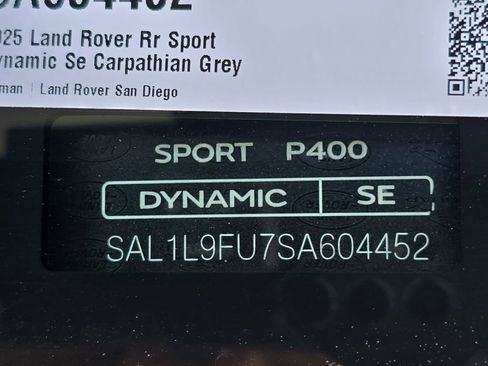 025 Land Rover Rr Sport
ynamic Se Carpathian Grey
man | Land Rover San Diego
SPORT P400
DYNAMIC SE
SAL1L9FU7SA604452